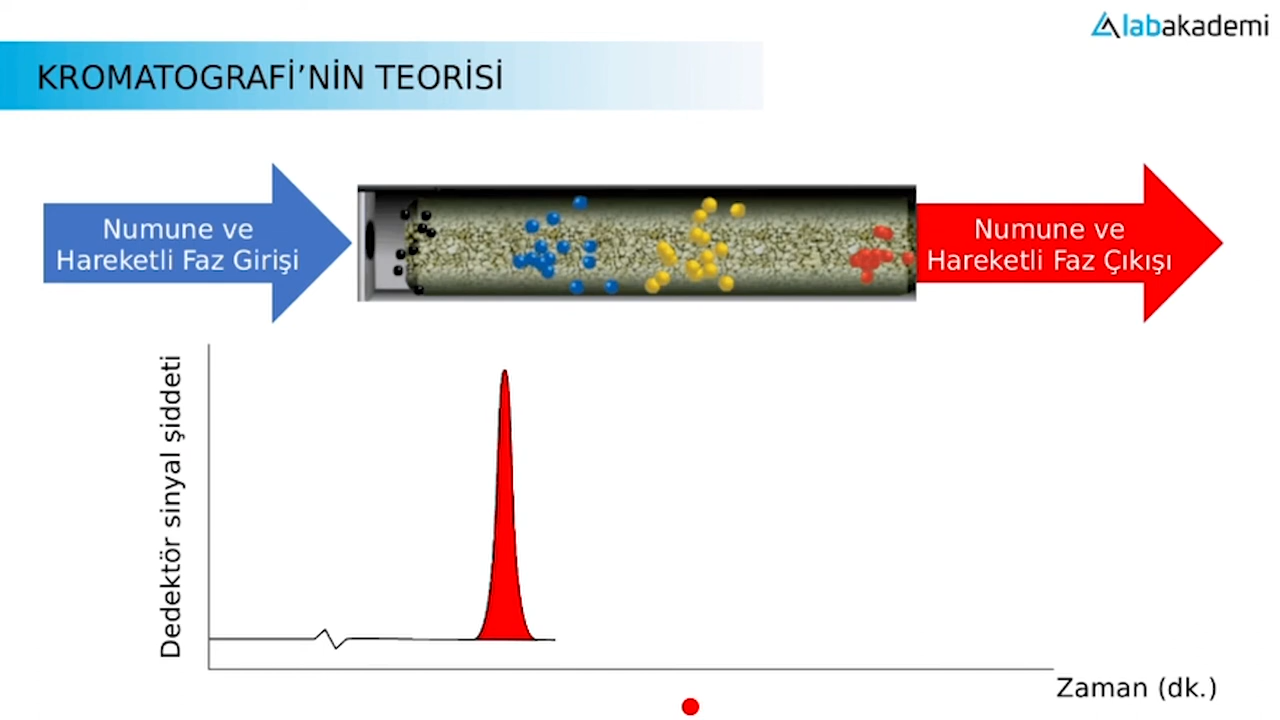 labakademi
KROMATOGRAFİ’NİN TEORİSİ
Numune ve
Hareketli Faz Girişi
Numune ve
Hareketli Faz Çıkışı
Dedektör sinyal şiddeti
Zaman (dk.)